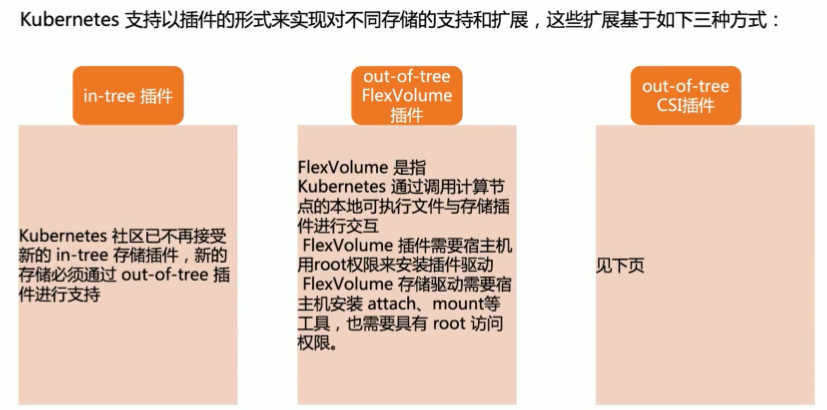 Kubernetes 支持以插件的形式来实现对不同存储的支持和扩展，这些扩展基于如下三种方式：
in-tree 插件
Kubernetes 社区已不再接受
新的 in-tree 存储插件，新的
存储必须通过 out-of-tree 插
件进行支持
out-of-tree
FlexVolume
插件
FlexVolume 是指
Kubernetes 通过调用计算节
点的本地可执行文件与存储插
件进行交互
FlexVolume 插件需要宿主机
用root权限来安装插件驱动
FlexVolume 存储驱动需要宿
主机安装 attach、mount等
工具，也需要具有 root 访问
权限。
out-of-tree
CSI插件
见下页